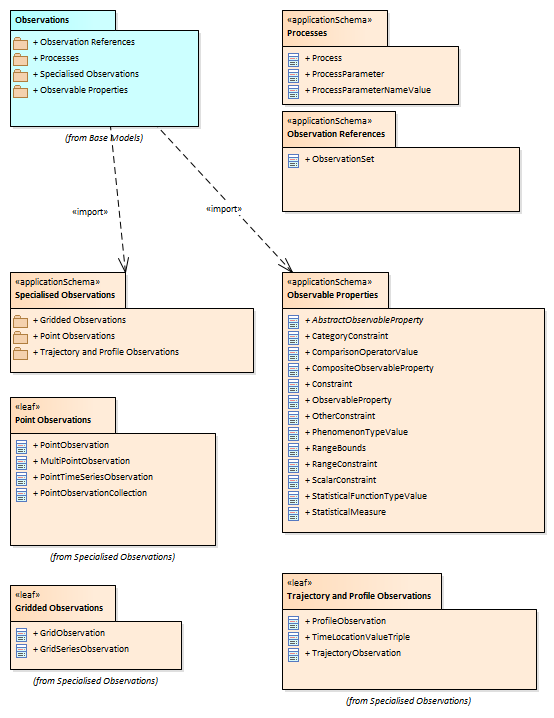 Observations
+ Observation References
+ Processes
+ Specialised Observations
+ Observable Properties
(from Base Models)
«applicationSchema»
Processes
+ Process
+ ProcessParameter
+ ProcessParameterNameValue
«applicationSchema»
Observation References
+ ObservationSet
«import»
«import»
«applicationSchema»
Specialised Observations
+ Gridded Observations
+ Point Observations
+ Trajectory and Profile Observations
«applicationSchema»
Observable Properties
+ AbstractObservableProperty
+ CategoryConstraint
+ ComparisonOperatorValue
+ CompositeObservableProperty
+ Constraint
+ ObservableProperty
+ OtherConstraint
+ PhenomenonTypeValue
+ RangeBounds
+ RangeConstraint
+ ScalarConstraint
+ StatisticalFunctionTypeValue
+ StatisticalMeasure
«leaf»
Point Observations
+ PointObservation
+ MultiPointObservation
+ PointTimeSeriesObservation
+ PointObservationCollection
(from Specialised Observations)
«leaf»
Gridded Observations
+ GridObservation
+ GridSeriesObservation
(from Specialised Observations)
«leaf»
Trajectory and Profile Observations
+ ProfileObservation
+ TimeLocationValueTriple
+ TrajectoryObservation
(from Specialised Observations)